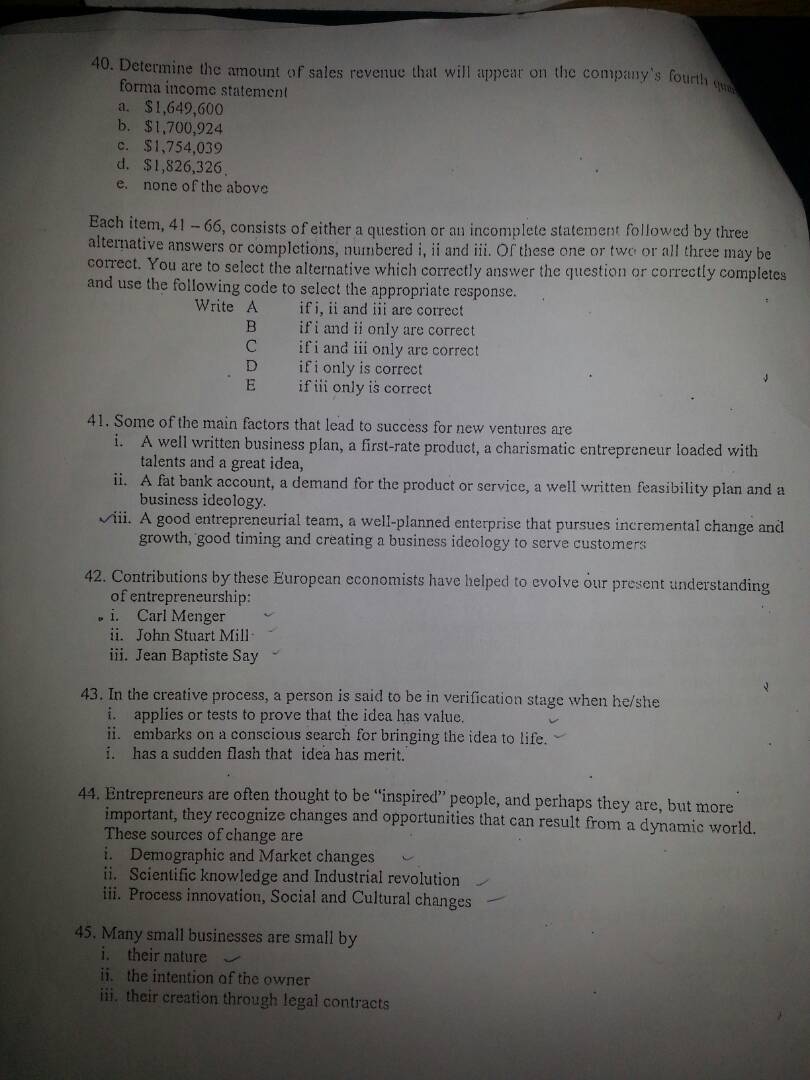 40. Determine the amount of sales revenue that will appear on the company's fourth
forma income statement
a. $1,649,600
b. $1,700,924
c. $1,754,039
d. $1,826,326
e. none of the above
Each item, 41 – 66, consists of either a question or an incomplete statement followed by three
alternative answers or completions, numbered i, ii and iii. Of these one or two or all three may be
correct. You are to select the alternative which correctly answer the question or correctly completes
and use the following code to select the appropriate response.
Write A if i, ii and iii are correct
B if i and ii only are correct
C if i and iii only are correct
D if i only is correct
E if iii only is correct
41. Some of the main factors that lead to success for new ventures are
i. A well written business plan, a first-rate product, a charismatic entrepreneur loaded with
talents and a great idea,
ii. A fat bank account, a demand for the product or service, a well written feasibility plan and a
business ideology.
iii. A good entrepreneurial team, a well-planned enterprise that pursues incremental change and
growth, good timing and creating a business ideology to serve customers
42. Contributions by these European economists have helped to evolve our present understanding
of entrepreneurship:
i. Carl Menger
ii. John Stuart Mill
iii. Jean Baptiste Say
43. In the creative process, a person is said to be in verification stage when he/she
i. applies or tests to prove that the idea has value.
ii. embarks on a conscious search for bringing the idea to life.
i. has a sudden flash that idea has merit.
44. Entrepreneurs are often thought to be “inspired” people, and perhaps they are, but more
important, they recognize changes and opportunities that can result from a dynamic world.
These sources of change are
i. Demographic and Market changes
ii. Scientific knowledge and Industrial revolution
iii. Process innovation, Social and Cultural changes
45. Many small businesses are small by
i. their nature
ii. the intention of the owner
iii. their creation through legal contracts